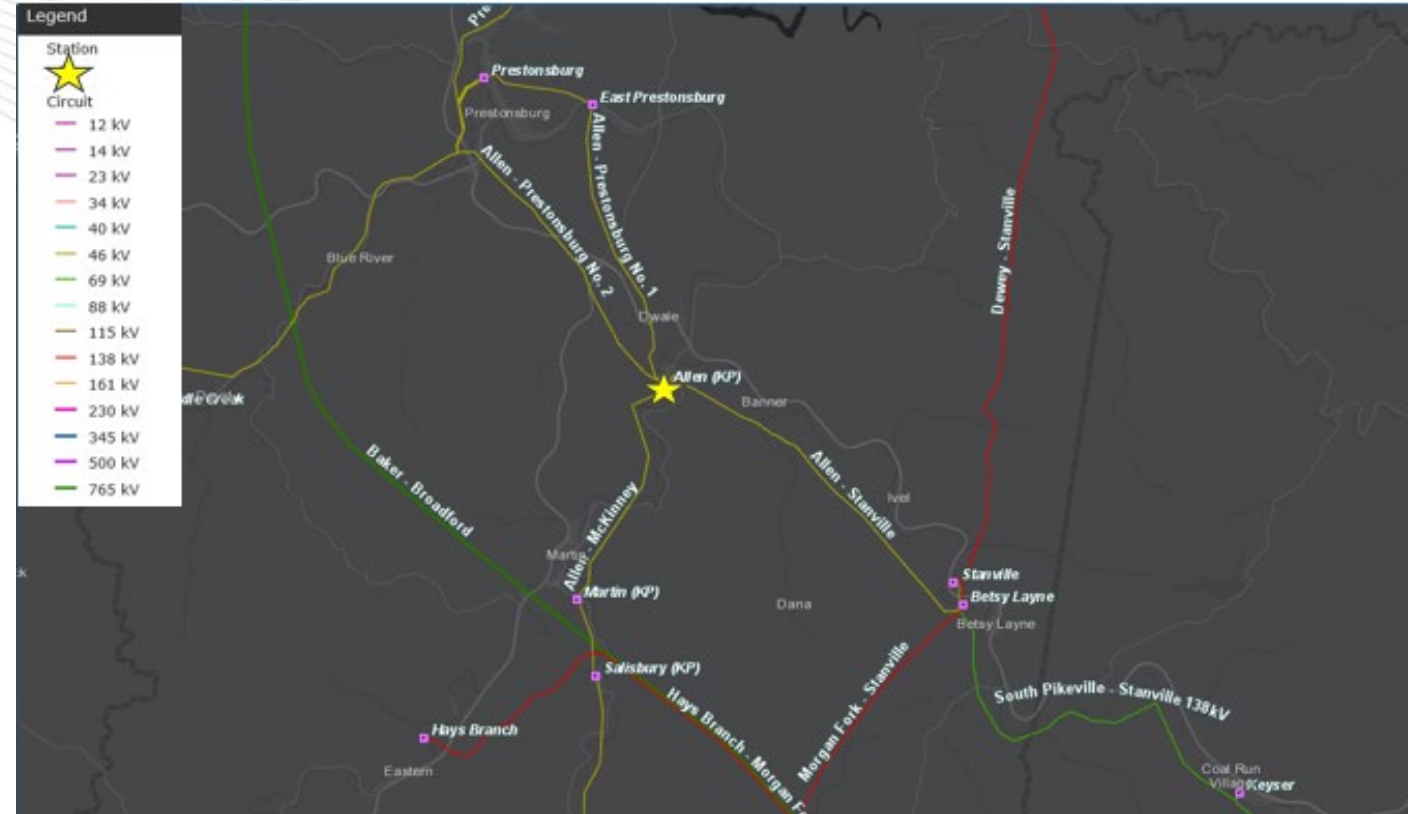 Legend
Station
Circuit
12 kV
14 kV
23 kV
34 kV
40 kV
46 kV
69 kV
88 kV
115 kV
138 kV
161 kV
230 kV
345 kV
500 kV
765 kV
Pre
Prestonsburg
East Prestonsburg
Prestonsburg
Allen - Prestonsburg No. 2
Allen - Prestonsburg No. 1
Dewey - Stanville
Blue River
Dwale
Allen (KP)
Banner
dle Creek
Baker - Broadford
Allen - Stanville
Ivel
Allen - McKinney
Martin
Martin (KP)
Stanville
Betsy Layne
Dana
Betsy Layne
Salisbury (KP)
Hays Branch - Morgan F
Morgan Fork - Stanville
South Pikeville - Stanville 138kV
Hays Branch
Eastern
Coal Run
Village
Keyser